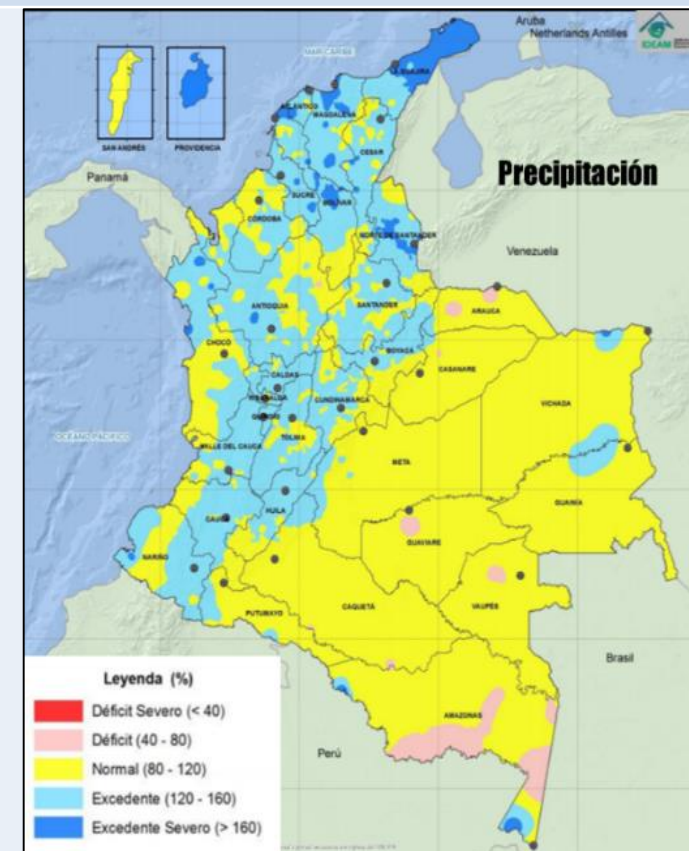 Aruba
Netherlands Antilles
IDEAM
MAR CARIBE
LA GUAJIRA
SAN ANDRÉS
PROVIDENCIA
ATLÁNTICO
MAGDALENA
CESAR
Precipitación
Panamá
SUCRE
BOLÍVAR
CÓRDOBA
NORTE DE SANTANDER
Venezuela
ANTIOQUIA
SANTANDER
ARAUCA
CHOCÓ
BOYACÁ
CASANARE
CALDAS
RISARALDA
CUNDINAMARCA
VICHADA
QUINDÍO
OCÉANO PACÍFICO
TOLIMA
VALLE DEL CAUCA
META
GUAINÍA
HUILA
CAUCA
GUAVIARE
NARIÑO
VAUPÉS
CAQUETA
PUTUMAYO
Brasil
AMAZONAS
Perú
Leyenda (%)
Déficit Severo (< 40)
Déficit (40 - 80)
Normal (80 - 120)
Excedente (120 - 160)
Excedente Severo (> 160)